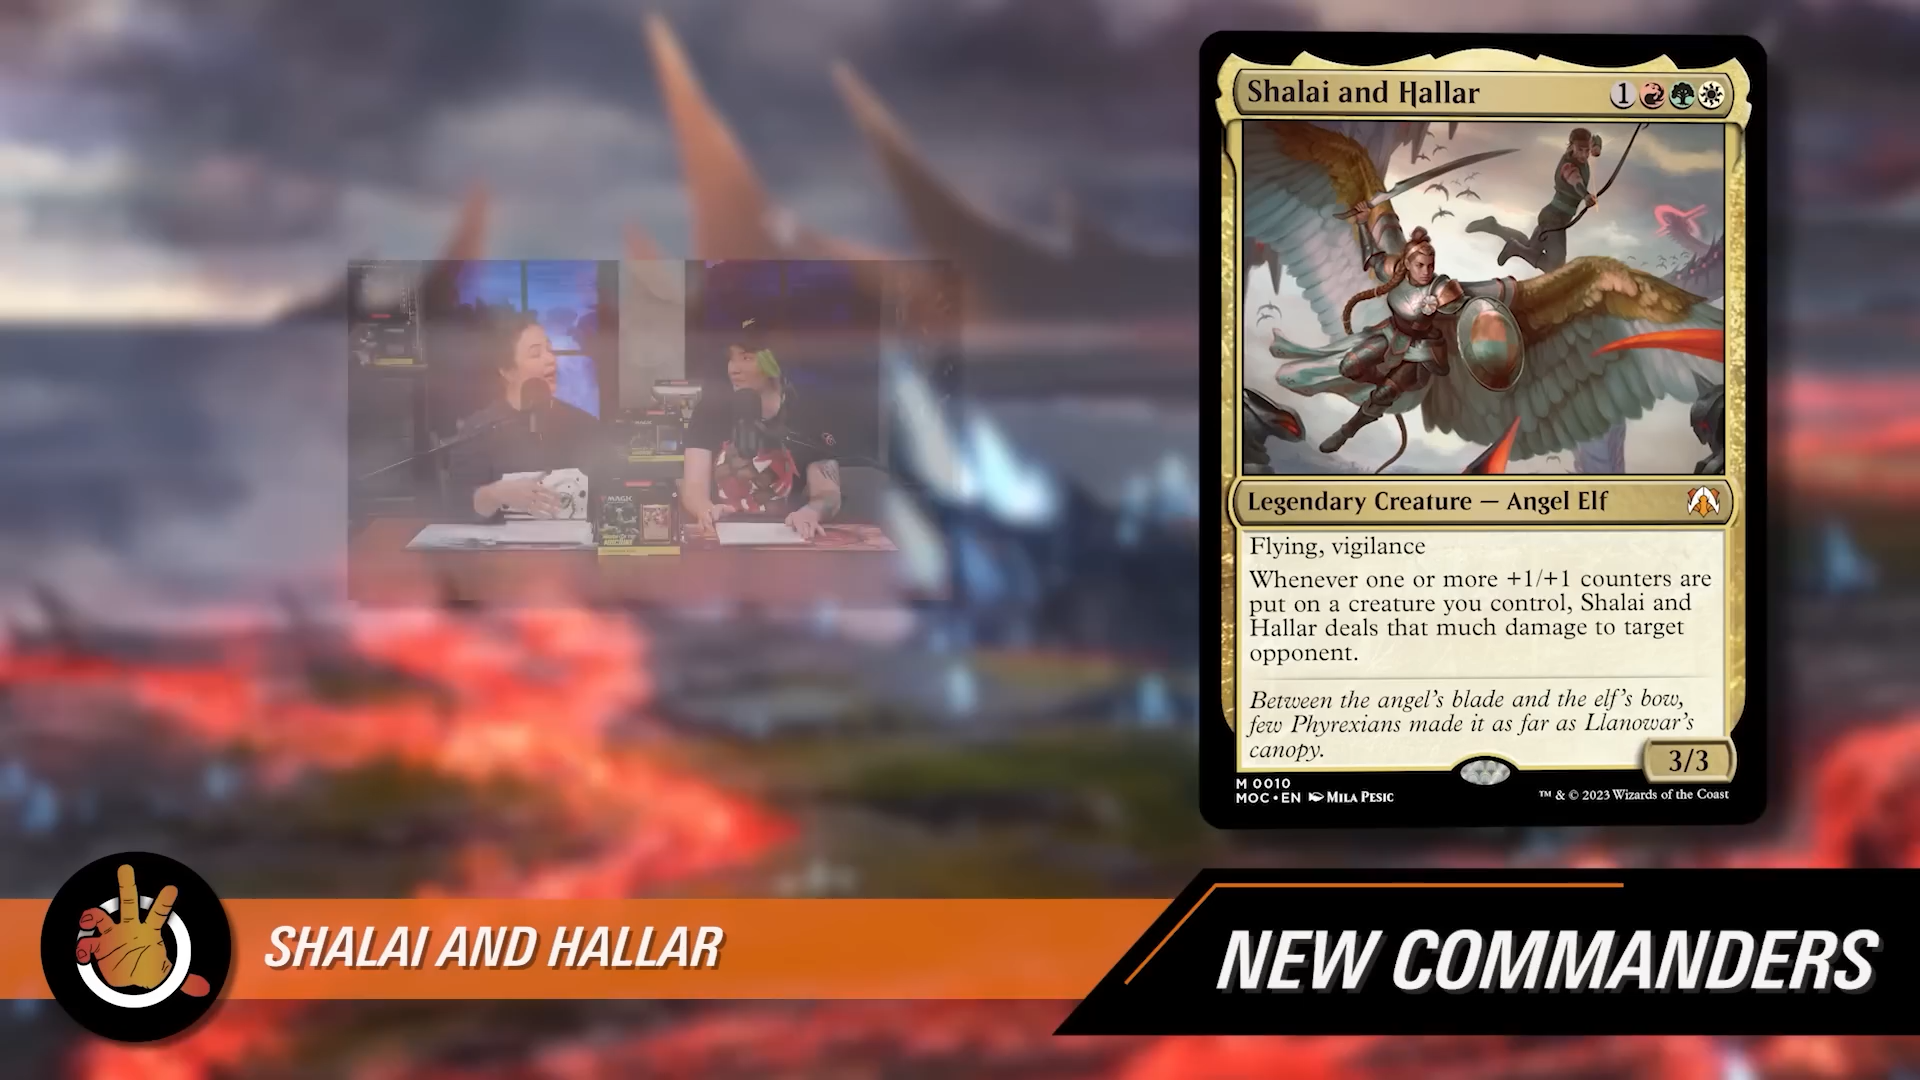 Shalai and Hallar
1
Legendary Creature — Angel Elf
Flying, vigilance
Whenever one or more +1/+1 counters are
put on a creature you control, Shalai and
Hallar deals that much damage to target
opponent.
Between the angel's blade and the elf's bow,
few Phyrexians made it as far as Llanowar's
canopy.
3/3
M 0010
MOC • EN MILA PESIC
™ & © 2023 Wizards of the Coast
MAGIC
SHALAI AND HALLAR
NEW COMMANDERS